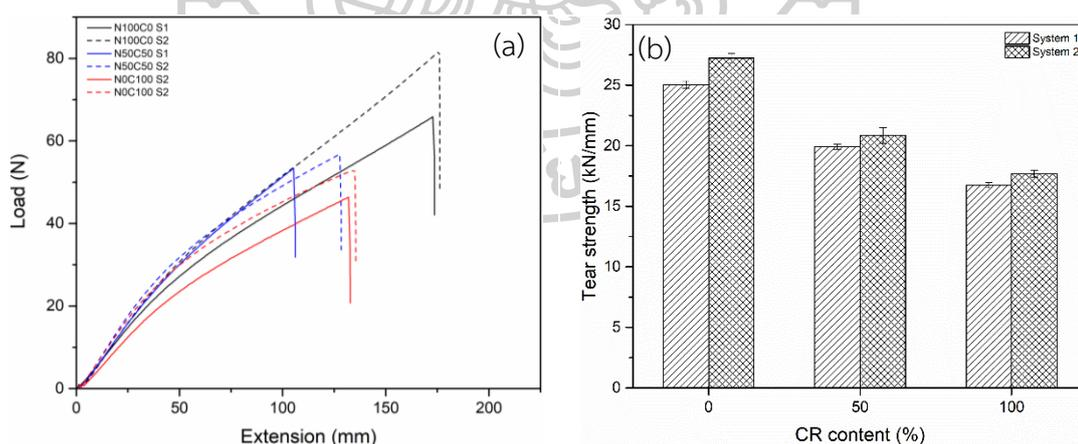 N100C0 S1
N100C0 S2
N50C50 S1
N50C50 S2
N0C100 S2
N0C100 S2
(a)
80
60
40
20
0
Load (N)
0 50 100 150 200
Extension (mm)
(b)
System 1
System 2
30
25
20
15
10
5
0
Tear strength (kN/mm)
0 50 100
CR content (%)